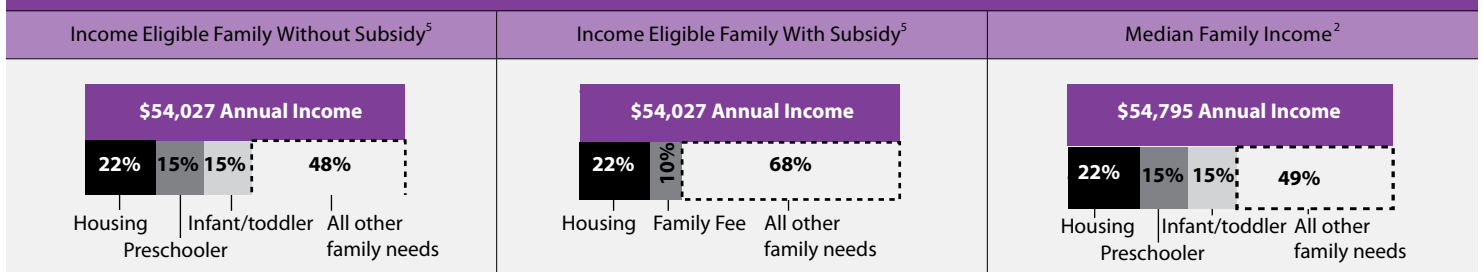 Income Eligible Family Without Subsidy5
$54,027 Annual Income
22% 15% 15% 48%
Housing Infant/toddler All other
Preschooler family needs
Income Eligible Family With Subsidy5
$54,027 Annual Income
22% 10% 68%
Housing Family Fee All other
family needs
Median Family Income2
$54,795 Annual Income
22% 15% 15% 49%
Housing Infant/toddler All other
Preschooler family needs